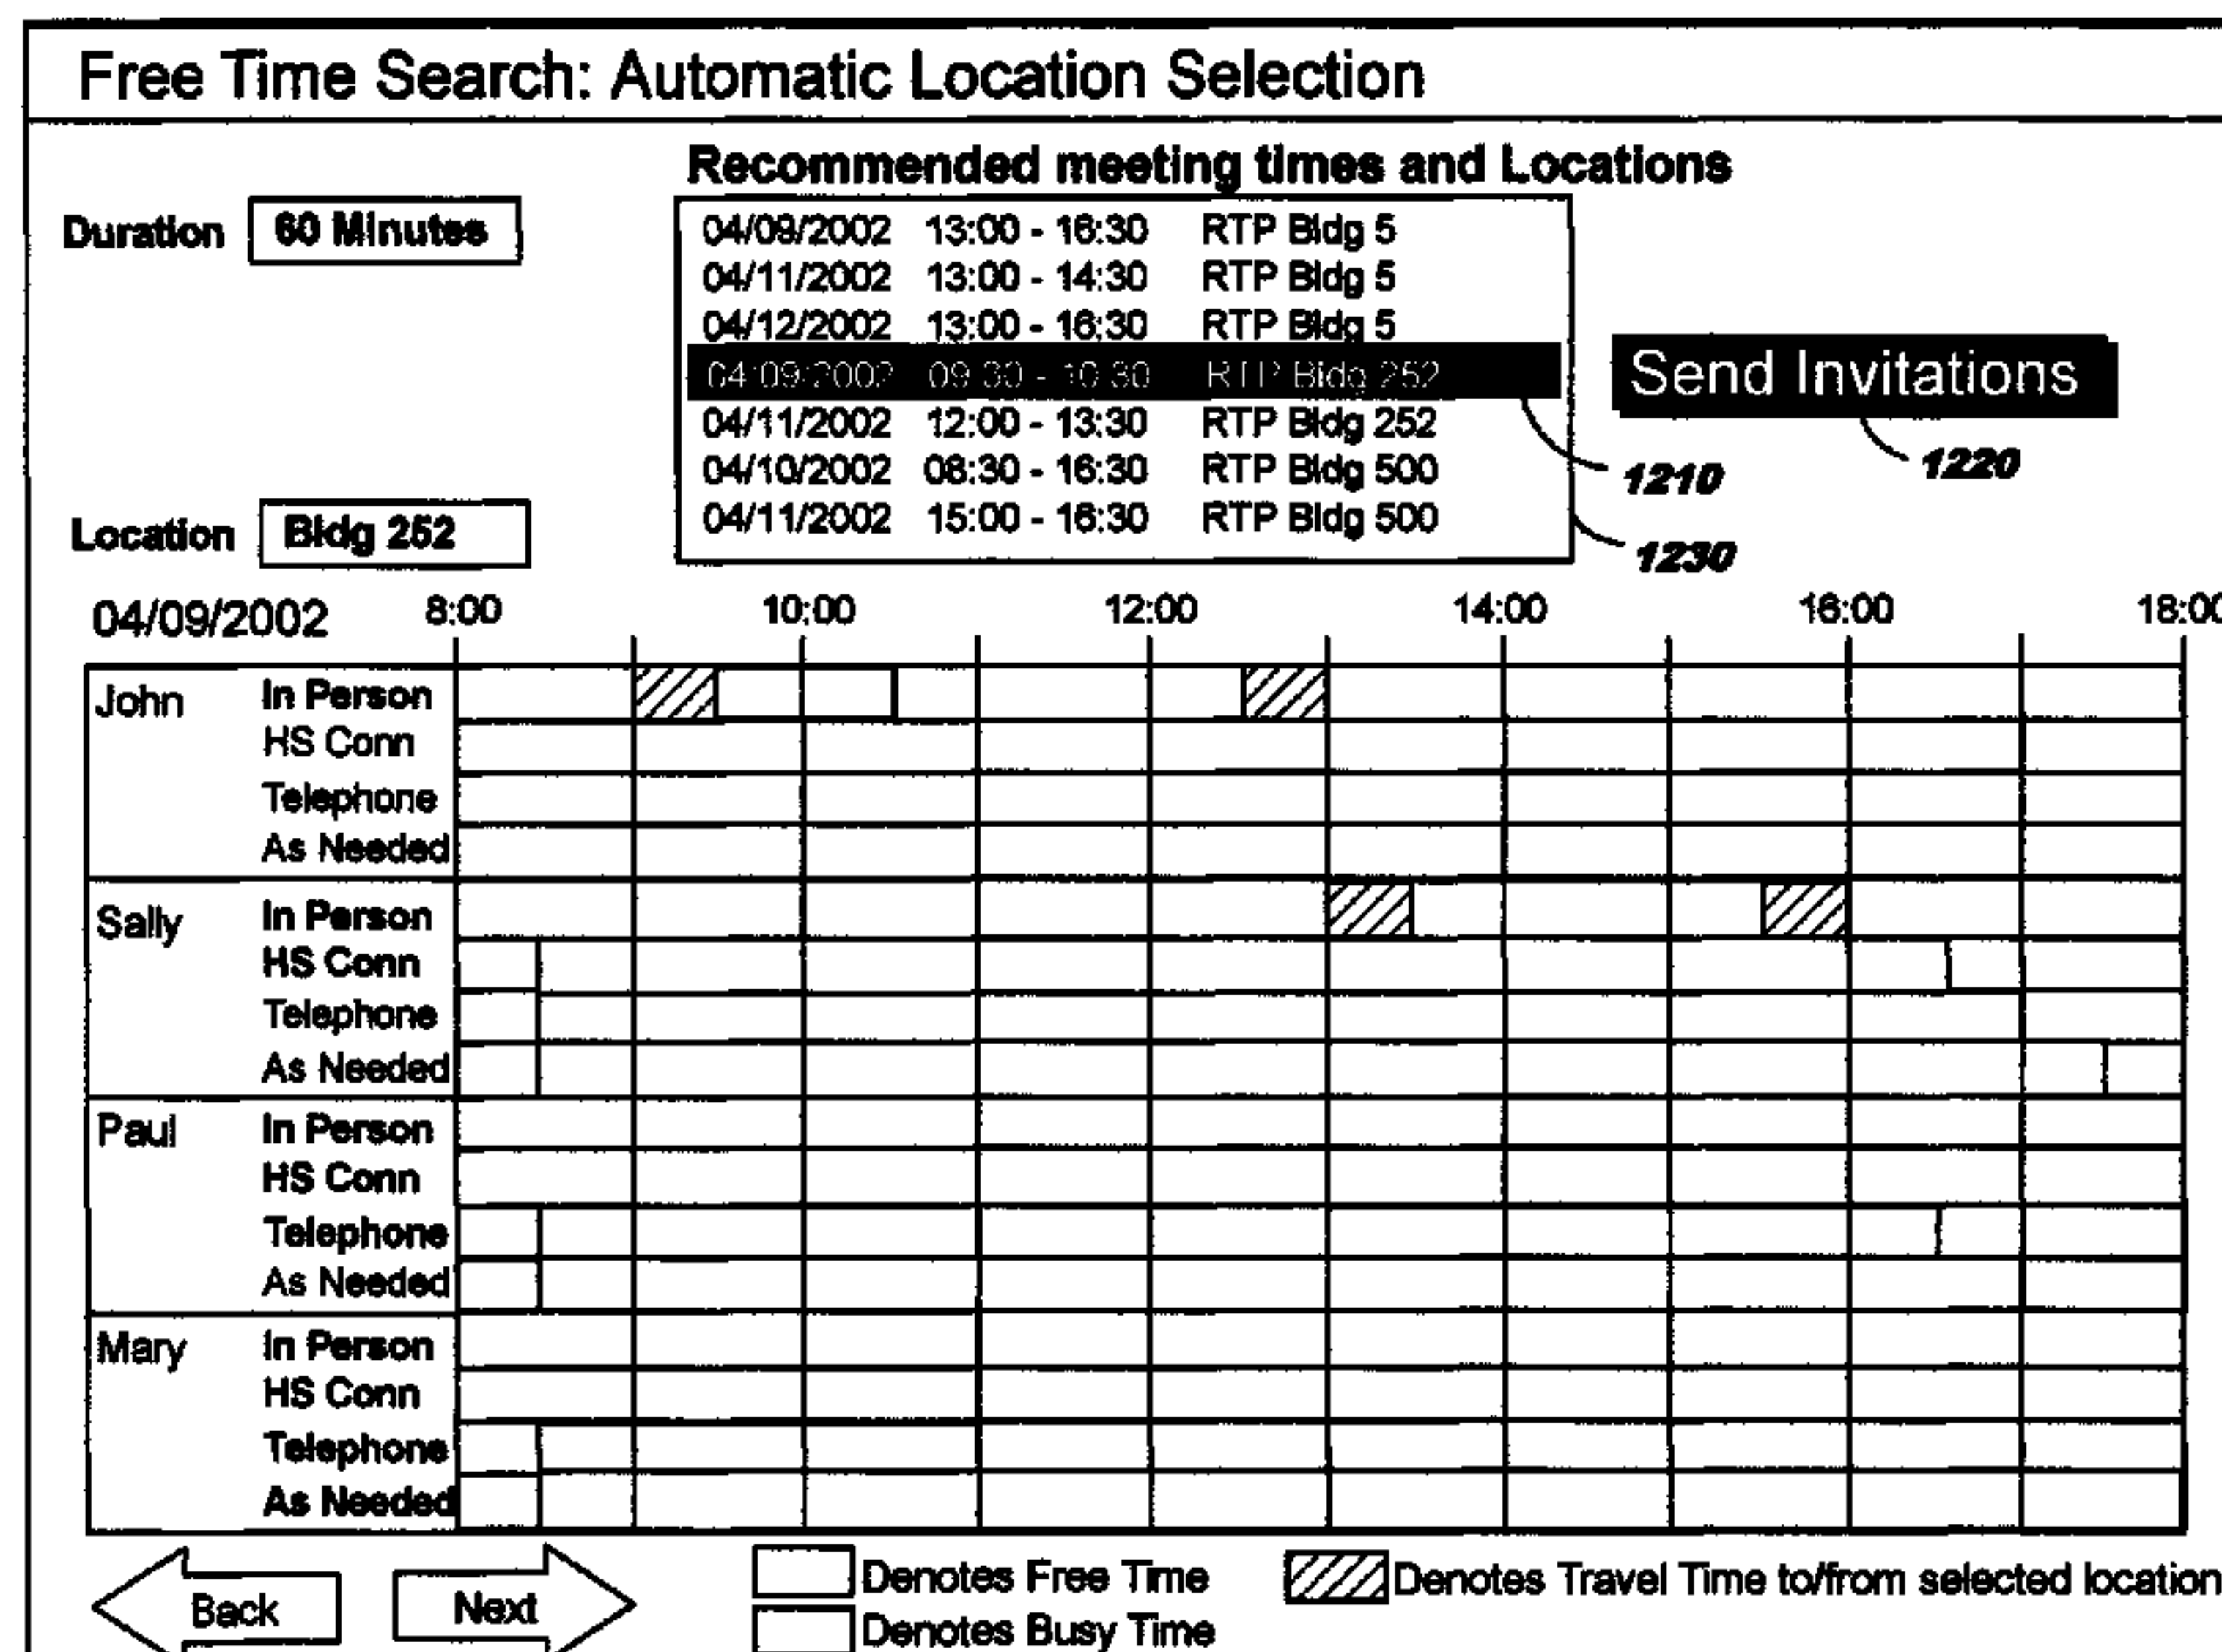 Free Time Search: Automatic Location Selection
Recommended meeting times and Locations
Duration 60 Minutes
04/09/2002 13:00 - 16:30 RTP Bldg 5
04/11/2002 13:00 - 14:30 RTP Bldg 5
04/12/2002 13:00 - 16:30 RTP Bldg 5
04/09/2002 09:30 - 10:30 RTP Bldg 252
04/11/2002 12:00 - 13:30 RTP Bldg 252
04/10/2002 08:30 - 16:30 RTP Bldg 500
04/11/2002 15:00 - 16:30 RTP Bldg 500
Send Invitations
1210
1220
1230
Location Bldg 252
04/09/2002 8:00 10:00 12:00 14:00 16:00 18:00
John In Person
HS Conn
Telephone
As Needed
Sally In Person
HS Conn
Telephone
As Needed
Paul In Person
HS Conn
Telephone
As Needed
Mary In Person
HS Conn
Telephone
As Needed
Back Next
Denotes Free Time
Denotes Travel Time to/from selected location
Denotes Busy Time